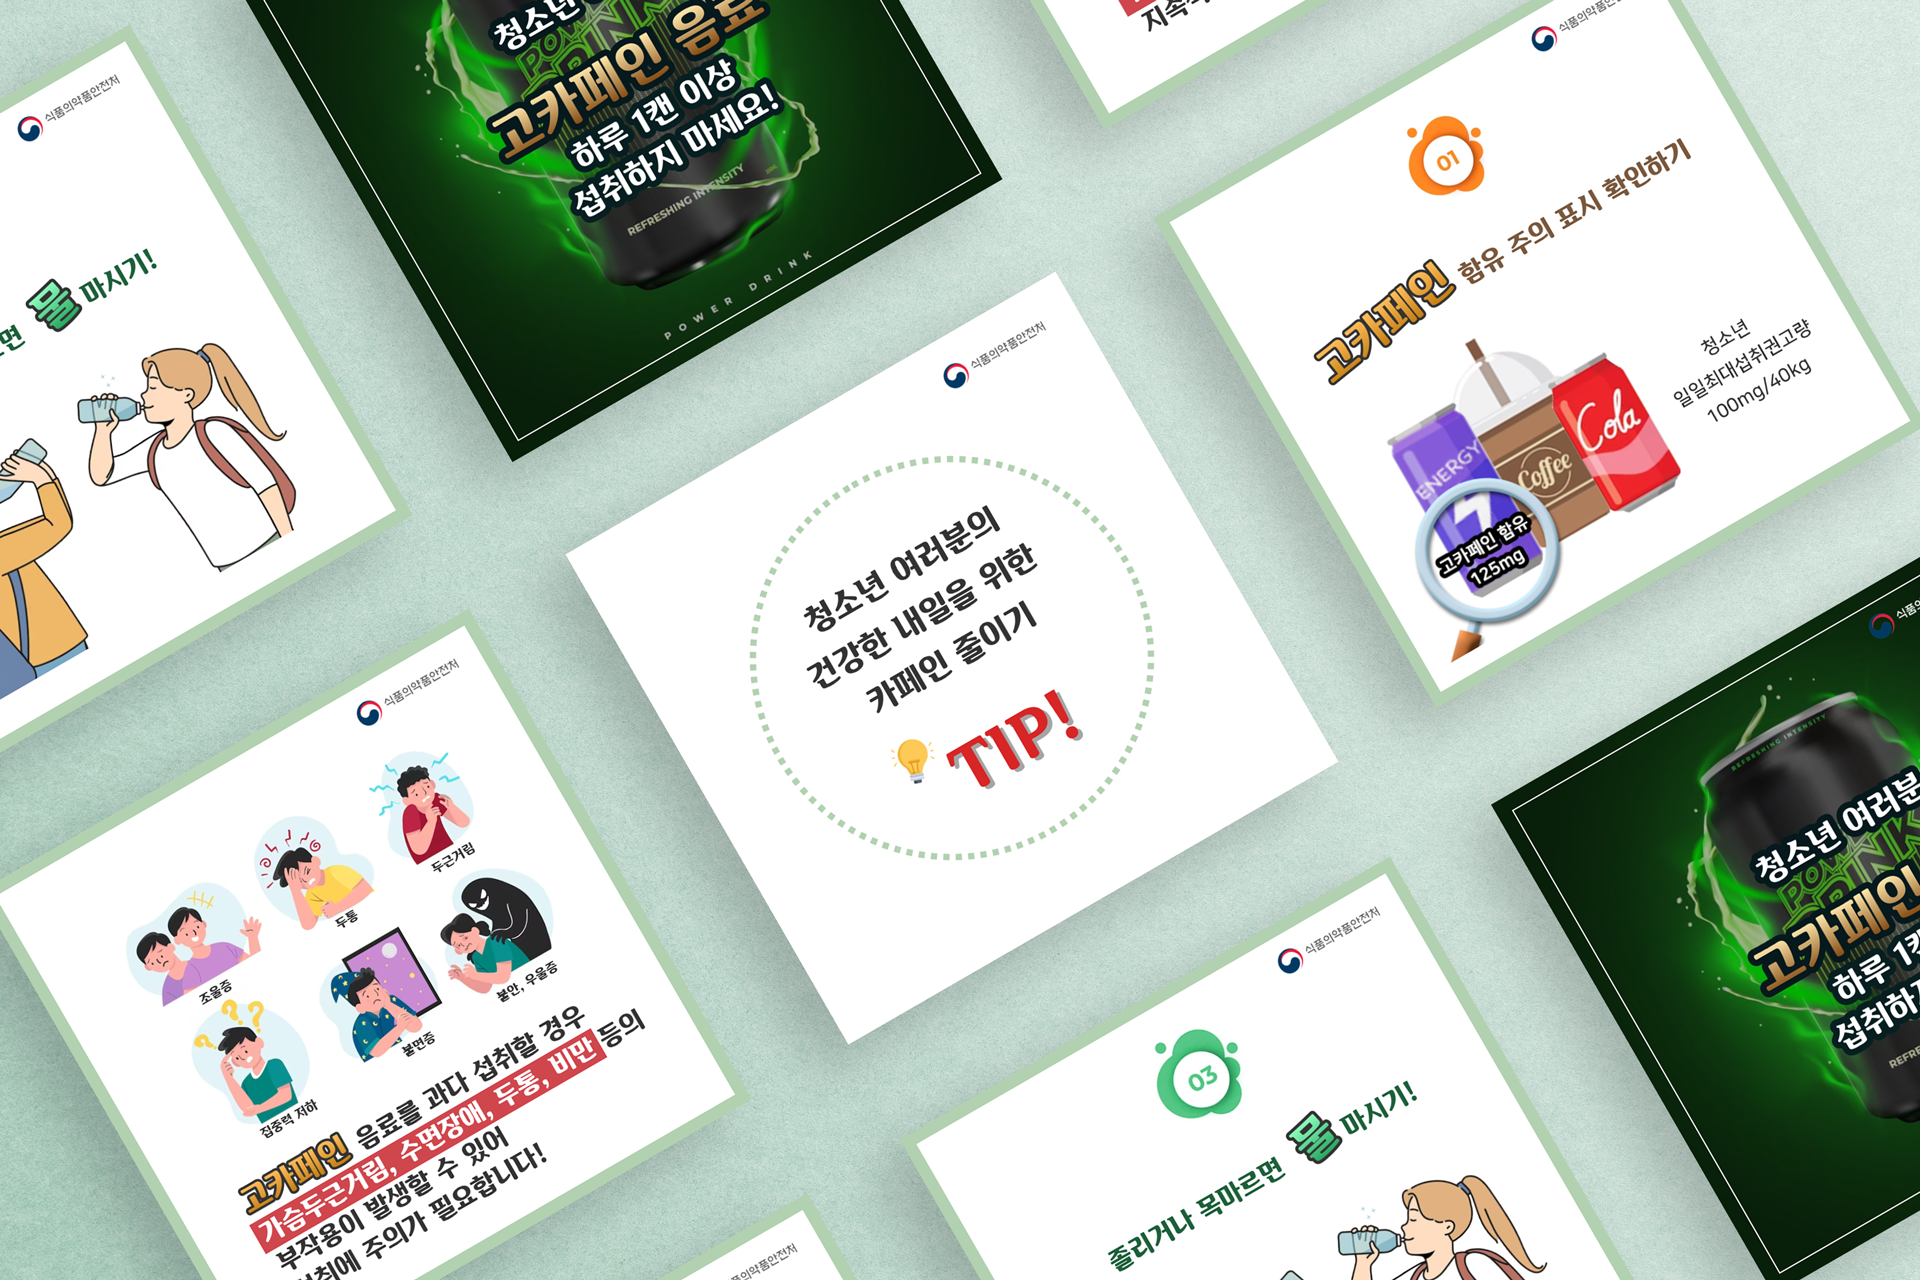 식품의약품안전처
면 물 마시기!
청소년
POWER
DRINK
고카페인 음료
하루 1캔 이상
섭취하지 마세요!
REFRESHING INTENSITY
POWER DRINK
식품의약품안전처
01
고카페인 함유 주의 표시 확인하기
청소년
일일최대섭취권고량
100mg/40kg
ENERGY
Coffee
Cola
고카페인 함유
125mg
식품의약품안전처
청소년 여러분의
건강한 내일을 위한
카페인 줄이기
TIP!
식품의약품안전처
두근거림
두통
조울증
불안, 우울증
불면증
집중력 저하
고카페인 음료를 과다 섭취할 경우
가슴두근거림, 수면장애, 두통, 비만 등의
부작용이 발생할 수 있어
섭취에 주의가 필요합니다!
식품의약품안전처
03
졸리거나 목마르면 물 마시기!
REFRESHING INTENSITY
청소년 여러분
POWER
DRINK
고카페인
하루 1캔
섭취하지
식품의약품안전처